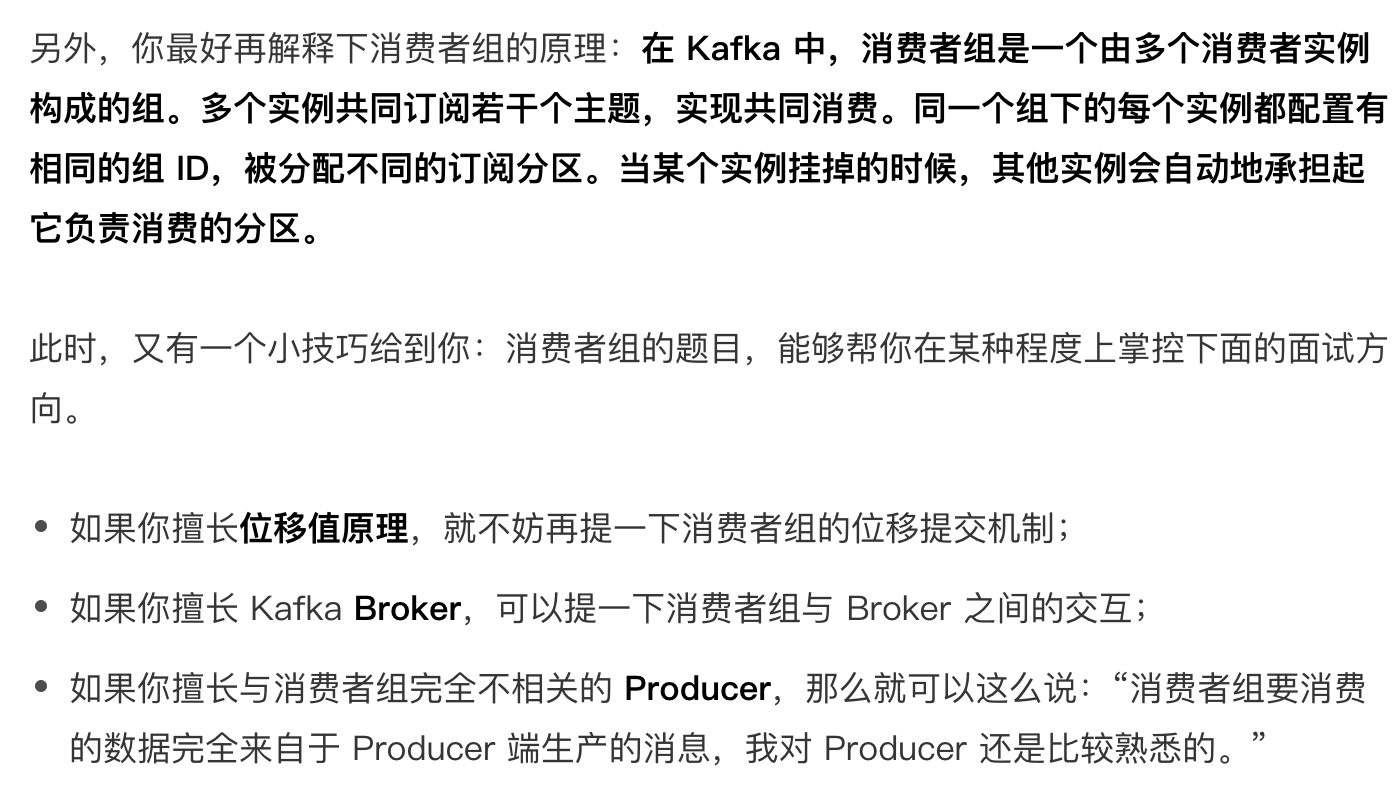 另外，你最好再解释下消费者组的原理：在 Kafka 中，消费者组是一个由多个消费者实例
构成的组。多个实例共同订阅若干个主题，实现共同消费。同一个组下的每个实例都配置有
相同的组 ID，被分配不同的订阅分区。当某个实例挂掉的时候，其他实例会自动地承担起
它负责消费的分区。
此时，又有一个小技巧给到你：消费者组的题目，能够帮你在某种程度上掌控下面的面试方
向。
• 如果你擅长位移值原理，就不妨再提一下消费者组的位移提交机制；
• 如果你擅长 Kafka Broker，可以提一下消费者组与 Broker 之间的交互；
• 如果你擅长与消费者组完全不相关的 Producer，那么就可以这么说：“消费者组要消费
的数据完全来自于 Producer 端生产的消息，我对 Producer 还是比较熟悉的。”